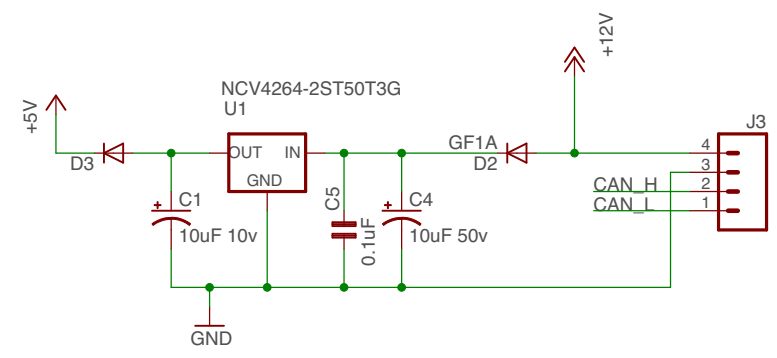 +12V
NCV4264-2ST50T3G
U1
+5V
J3
D3
OUT
IN
GND
GF1A
D2
4
3
2
1
CAN_H
CAN_L
+
C1
10uF 10v
C5
0.1uF
+
C4
10uF 50v
GND